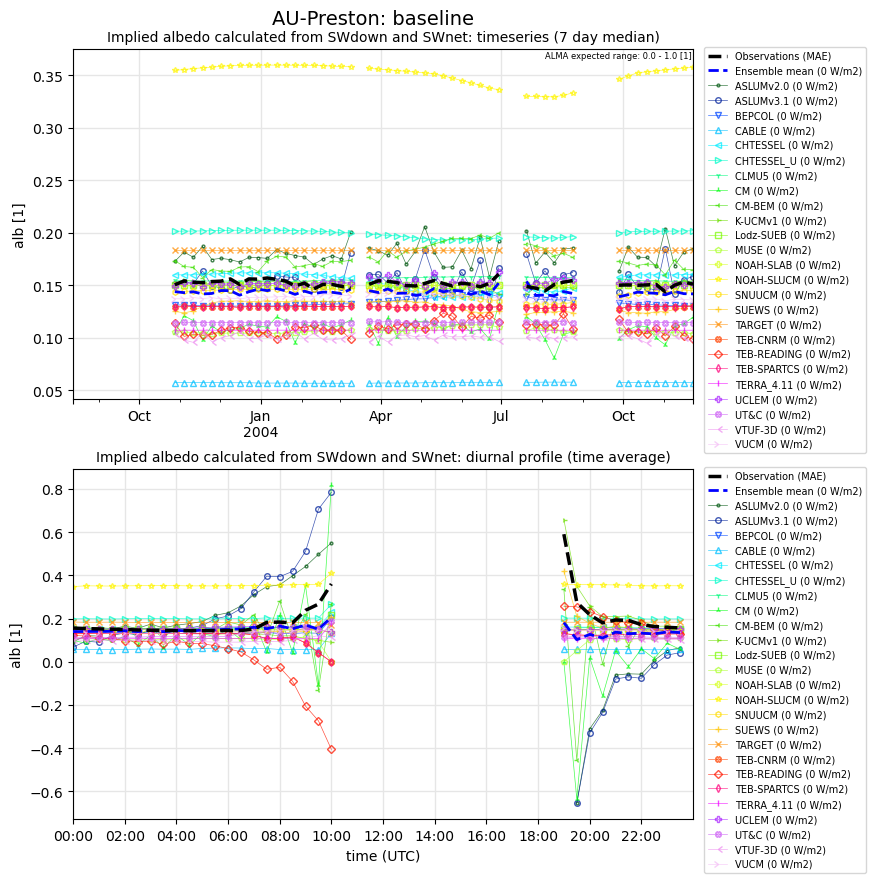 AU-Preston: baseline
Implied albedo calculated from SWdown and SWnet: timeseries (7 day median)
ALMA expected range: 0.0 - 1.0 [1]
0.35
0.30
0.25
0.20
0.15
0.10
0.05
alb [1]
Oct
Jan
2004
Apr
Jul
Oct
Observations (MAE)
Ensemble mean (0 W/m2)
ASLUMv2.0 (0 W/m2)
ASLUMv3.1 (0 W/m2)
BEPCOL (0 W/m2)
CABLE (0 W/m2)
CHTESSEL (0 W/m2)
CHTESSEL_U (0 W/m2)
CLMU5 (0 W/m2)
CM (0 W/m2)
CM-BEM (0 W/m2)
K-UCMv1 (0 W/m2)
Lodz-SUEB (0 W/m2)
MUSE (0 W/m2)
NOAH-SLAB (0 W/m2)
NOAH-SLUCM (0 W/m2)
SNUUCM (0 W/m2)
SUEWS (0 W/m2)
TARGET (0 W/m2)
TEB-CNRM (0 W/m2)
TEB-READING (0 W/m2)
TEB-SPARTCS (0 W/m2)
TERRA_4.11 (0 W/m2)
UCLEM (0 W/m2)
UT&C (0 W/m2)
VTUF-3D (0 W/m2)
VUCM (0 W/m2)
Implied albedo calculated from SWdown and SWnet: diurnal profile (time average)
0.8
0.6
0.4
0.2
0.0
−0.2
−0.4
−0.6
alb [1]
00:00
02:00
04:00
06:00
08:00
10:00
12:00
14:00
16:00
18:00
20:00
22:00
time (UTC)
Observation (MAE)
Ensemble mean (0 W/m2)
ASLUMv2.0 (0 W/m2)
ASLUMv3.1 (0 W/m2)
BEPCOL (0 W/m2)
CABLE (0 W/m2)
CHTESSEL (0 W/m2)
CHTESSEL_U (0 W/m2)
CLMU5 (0 W/m2)
CM (0 W/m2)
CM-BEM (0 W/m2)
K-UCMv1 (0 W/m2)
Lodz-SUEB (0 W/m2)
MUSE (0 W/m2)
NOAH-SLAB (0 W/m2)
NOAH-SLUCM (0 W/m2)
SNUUCM (0 W/m2)
SUEWS (0 W/m2)
TARGET (0 W/m2)
TEB-CNRM (0 W/m2)
TEB-READING (0 W/m2)
TEB-SPARTCS (0 W/m2)
TERRA_4.11 (0 W/m2)
UCLEM (0 W/m2)
UT&C (0 W/m2)
VTUF-3D (0 W/m2)
VUCM (0 W/m2)